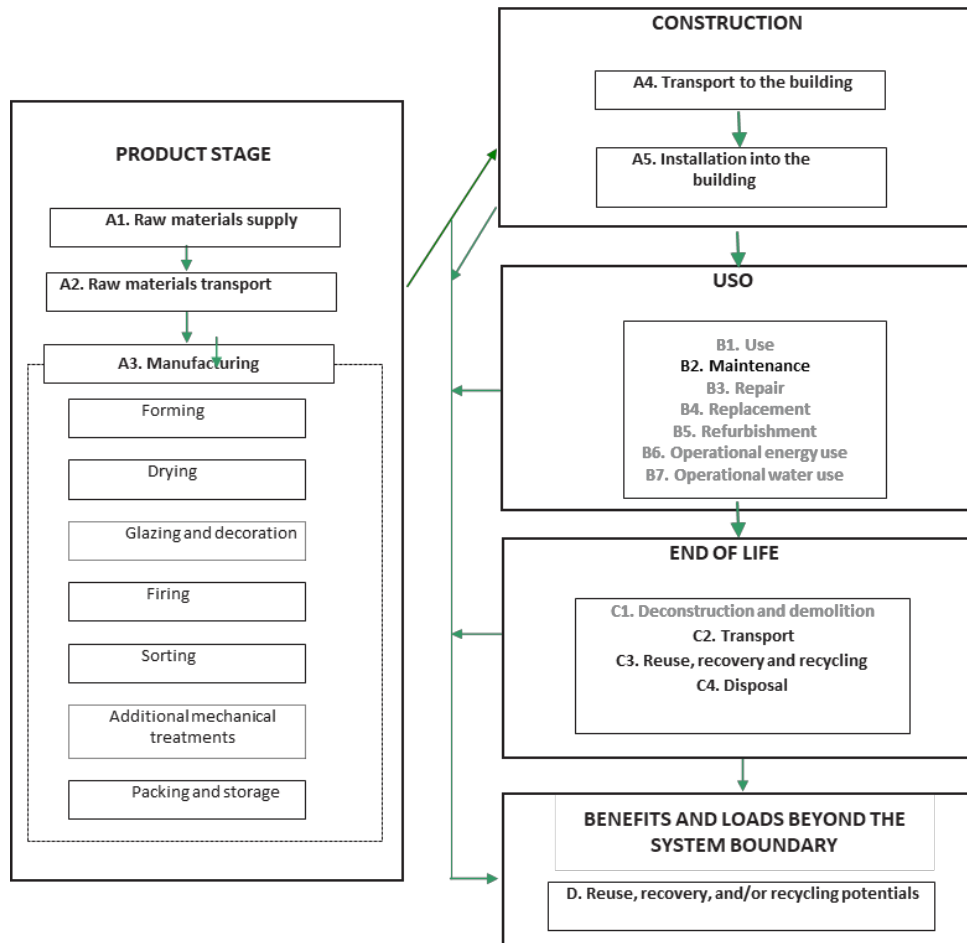 PRODUCT STAGE
A1. Raw materials supply
A2. Raw materials transport
A3. Manufacturing
Forming
Drying
Glazing and decoration
Firing
Sorting
Additional mechanical
treatments
Packing and storage
CONSTRUCTION
A4. Transport to the building
A5. Installation into the
building
USO
B1. Use
B2. Maintenance
B3. Repair
B4. Replacement
B5. Refurbishment
B6. Operational energy use
B7. Operational water use
END OF LIFE
C1. Deconstruction and demolition
C2. Transport
C3. Reuse, recovery and recycling
C4. Disposal
BENEFITS AND LOADS BEYOND THE
SYSTEM BOUNDARY
D. Reuse, recovery, and/or recycling potentials